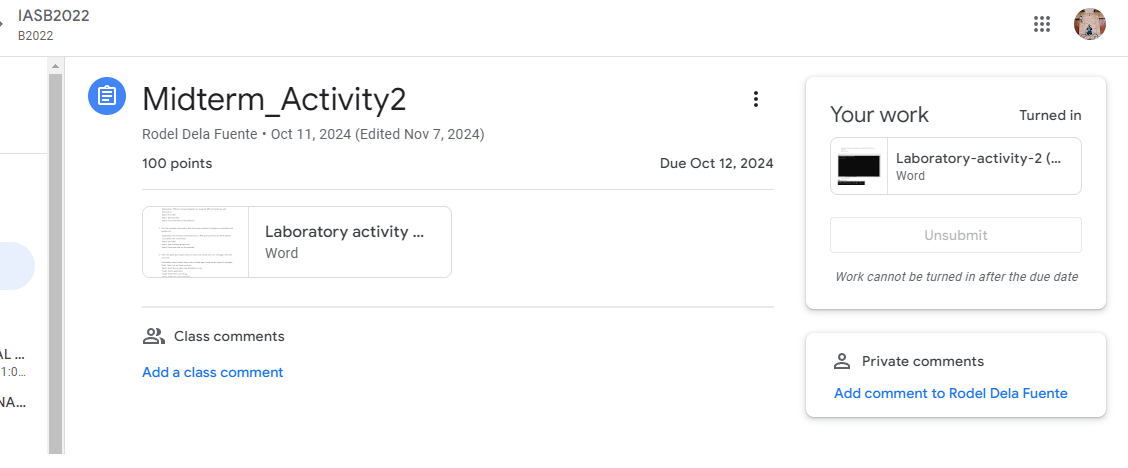 IASB2022
B2022
Midterm_Activity2
Rodel Dela Fuente • Oct 11, 2024 (Edited Nov 7, 2024)
100 points
Due Oct 12, 2024
Laboratory activity ...
Word
Class comments
Add a class comment
Your work
Turned in
Laboratory-activity-2 (...
Word
Unsubmit
Work cannot be turned in after the due date
Private comments
Add comment to Rodel Dela Fuente
AL ...
1:0...
NA...